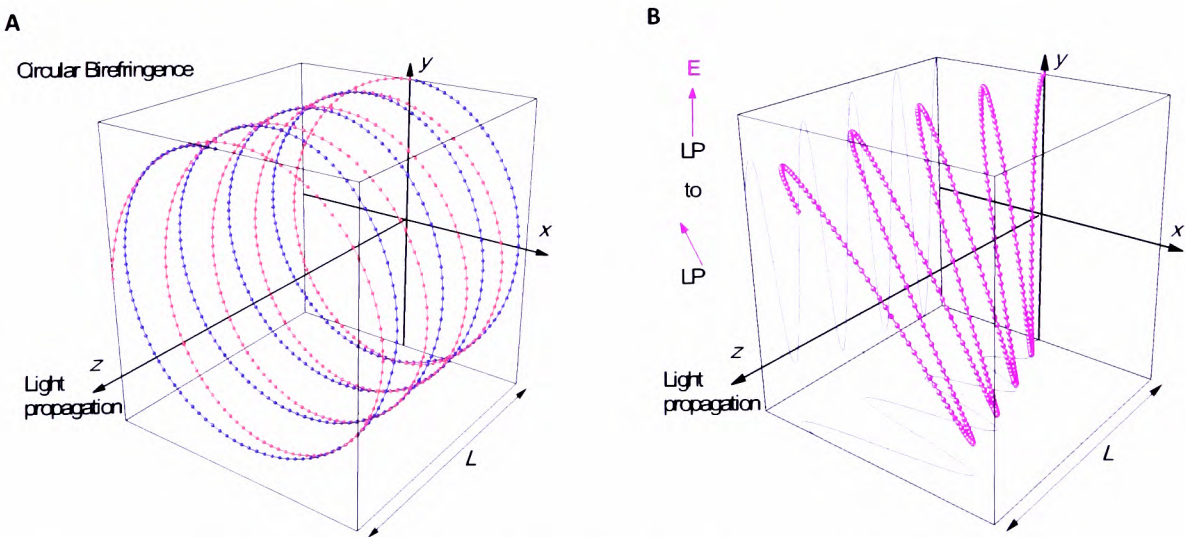 A
Circular Birefringence
y
x
z
Light
propagation
L
B
E
LP
to
LP
y
x
z
Light
propagation
L